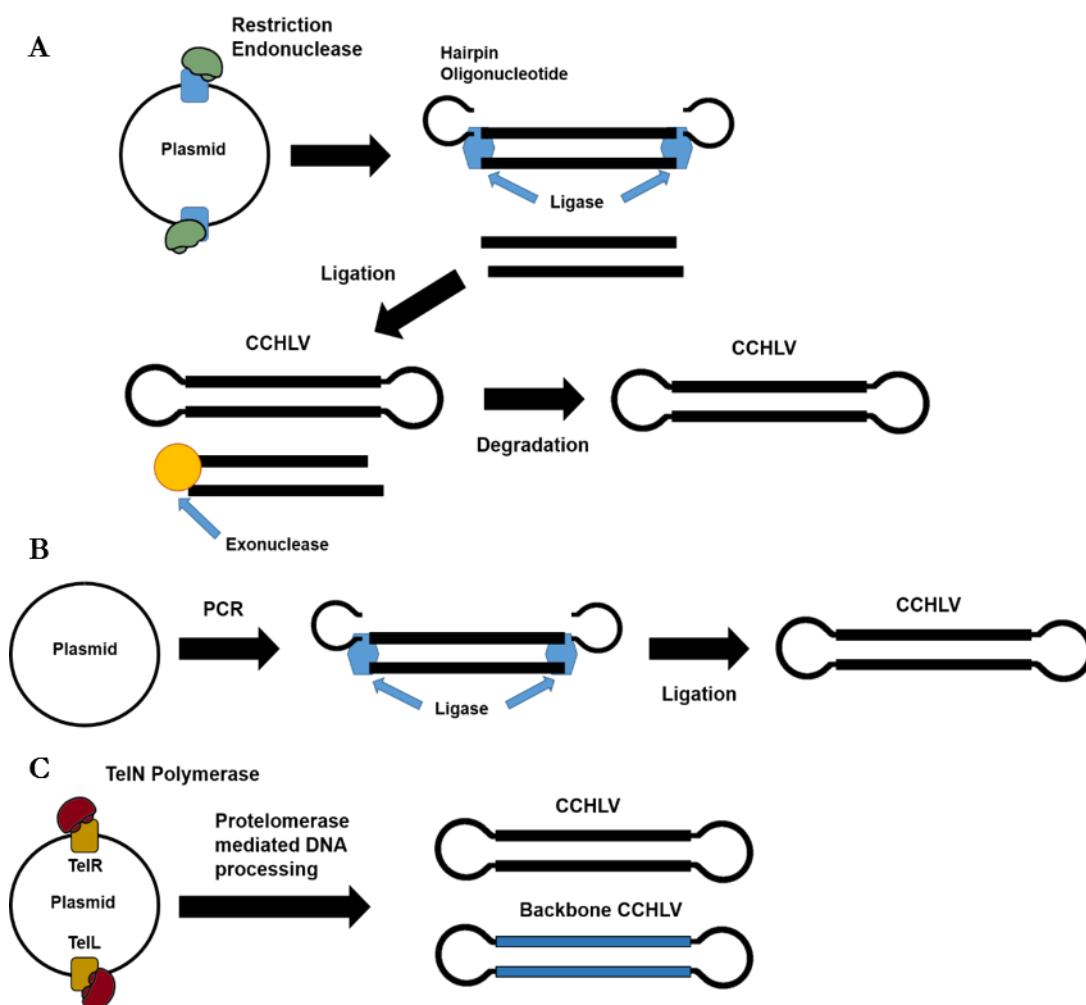 A
Restriction
Endonuclease
Plasmid
Hairpin
Oligonucleotide
Ligase
Ligation
CCHLV
CCHLV
Degradation
Exonuclease
B
Plasmid
PCR
Ligase
Ligation
CCHLV
C
TelN Polymerase
TelR
Plasmid
TelL
Protelomerase
mediated DNA
processing
CCHLV
Backbone CCHLV